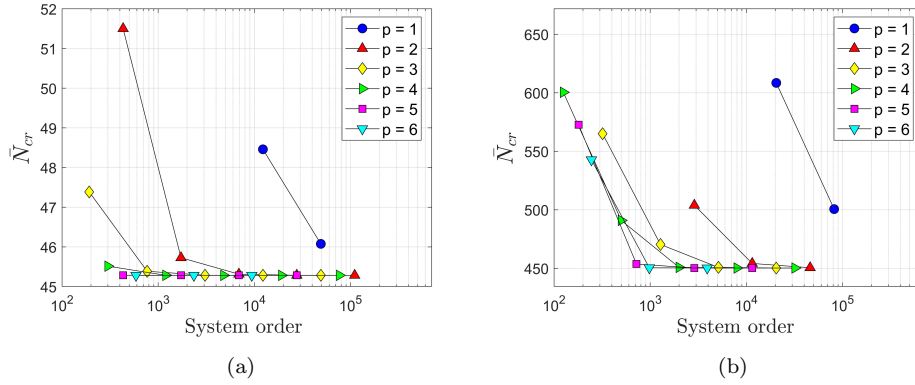 52
51
50
49
48
47
46
45
N̄cr
10² 10³ 10⁴ 10⁵
System order
p = 1
p = 2
p = 3
p = 4
p = 5
p = 6
(a)
650
600
550
500
450
N̄cr
10² 10³ 10⁴ 10⁵
System order
p = 1
p = 2
p = 3
p = 4
p = 5
p = 6
(b)